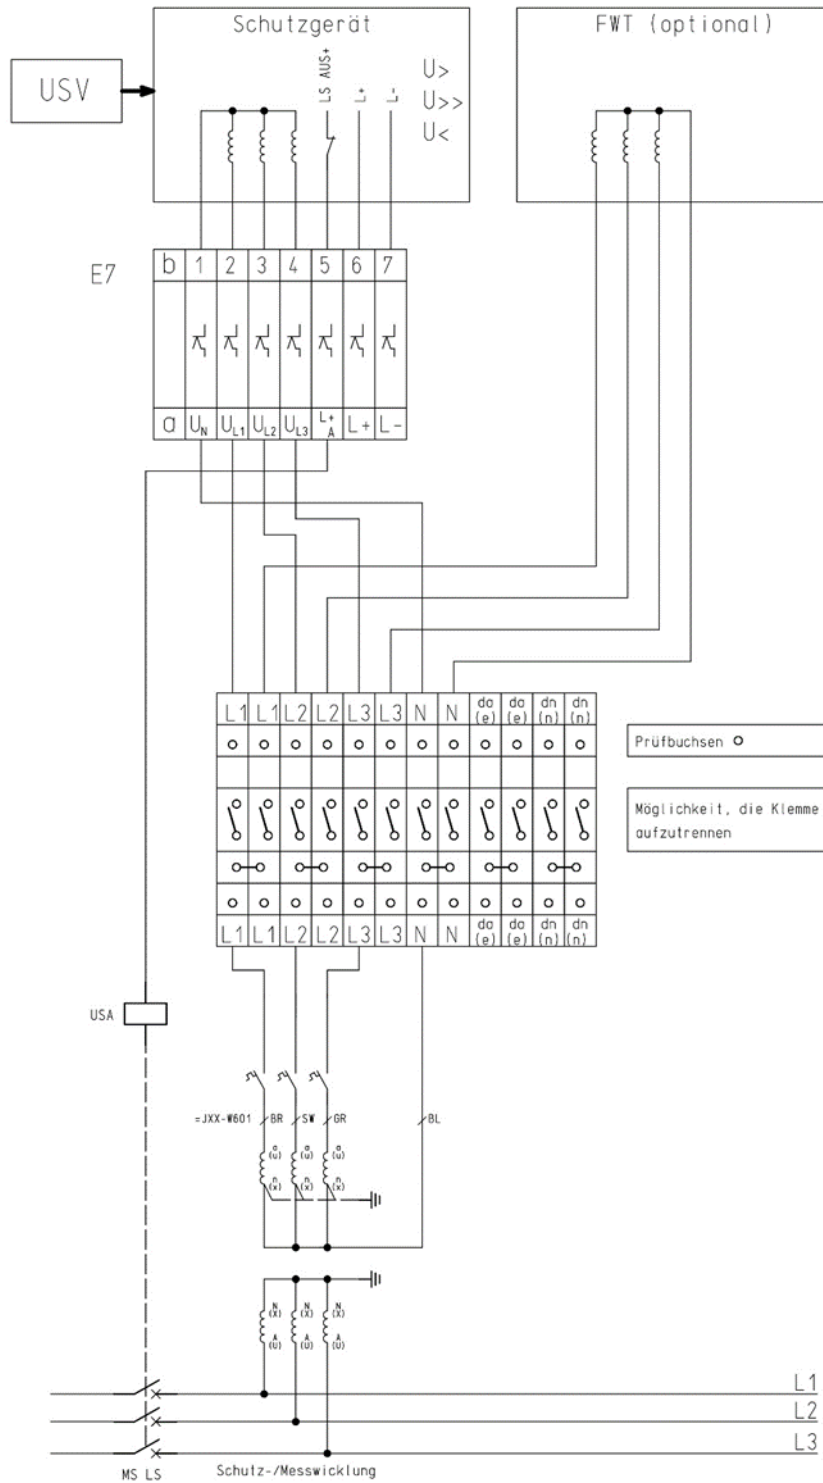 Schutzgerät
FWT (optional)
USV
LS AUS+
L+
L-
U>
U>>
U<
E7
b 1 2 3 4 5 6 7
a UN UL1 UL2 UL3 L+A L+ L-
L1 L1 L2 L2 L3 L3 N N da (e) da (e) dn (n) dn (n)
Prüfbuchsen
Möglichkeit, die Klemme
aufzutrennen
L1 L1 L2 L2 L3 L3 N N da (e) da (e) dn (n) dn (n)
USA
=JXX-W601 BR SW GR BL
a (u) a (u) a (u)
n (x) n (x) n (x)
N (X) N (X) N (X)
A (U) A (U) A (U)
L1
L2
L3
MS LS
Schutz-/Messwicklung